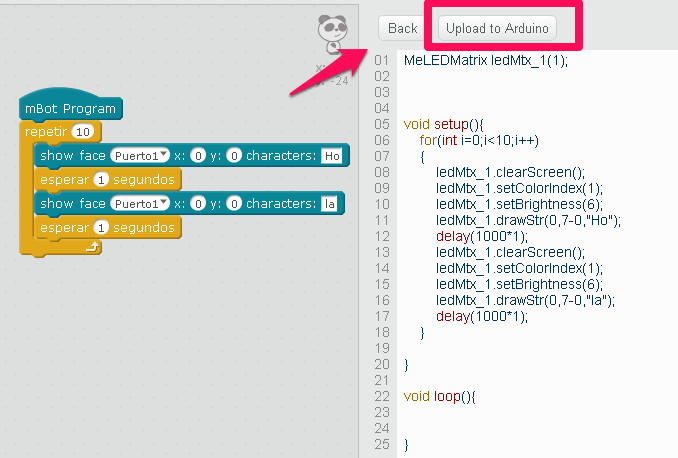 Back
Upload to Arduino
-24
mBot Program
repetir 10
show face Puerto1 x: 0 y: 0 characters: Ho
esperar 1 segundos
show face Puerto1 x: 0 y: 0 characters: la
esperar 1 segundos
01 MeLEDMatrix ledMtx_1(1);
02
03
04
05 void setup(){
06 for(int i=0;i<10;i++)
07 {
08 ledMtx_1.clearScreen();
09 ledMtx_1.setColorIndex(1);
10 ledMtx_1.setBrightness(6);
11 ledMtx_1.drawStr(0,7-0,"Ho");
12 delay(1000*1);
13 ledMtx_1.clearScreen();
14 ledMtx_1.setColorIndex(1);
15 ledMtx_1.setBrightness(6);
16 ledMtx_1.drawStr(0,7-0,"la");
17 delay(1000*1);
18 }
19
20 }
21
22 void loop(){
23
24
25 }